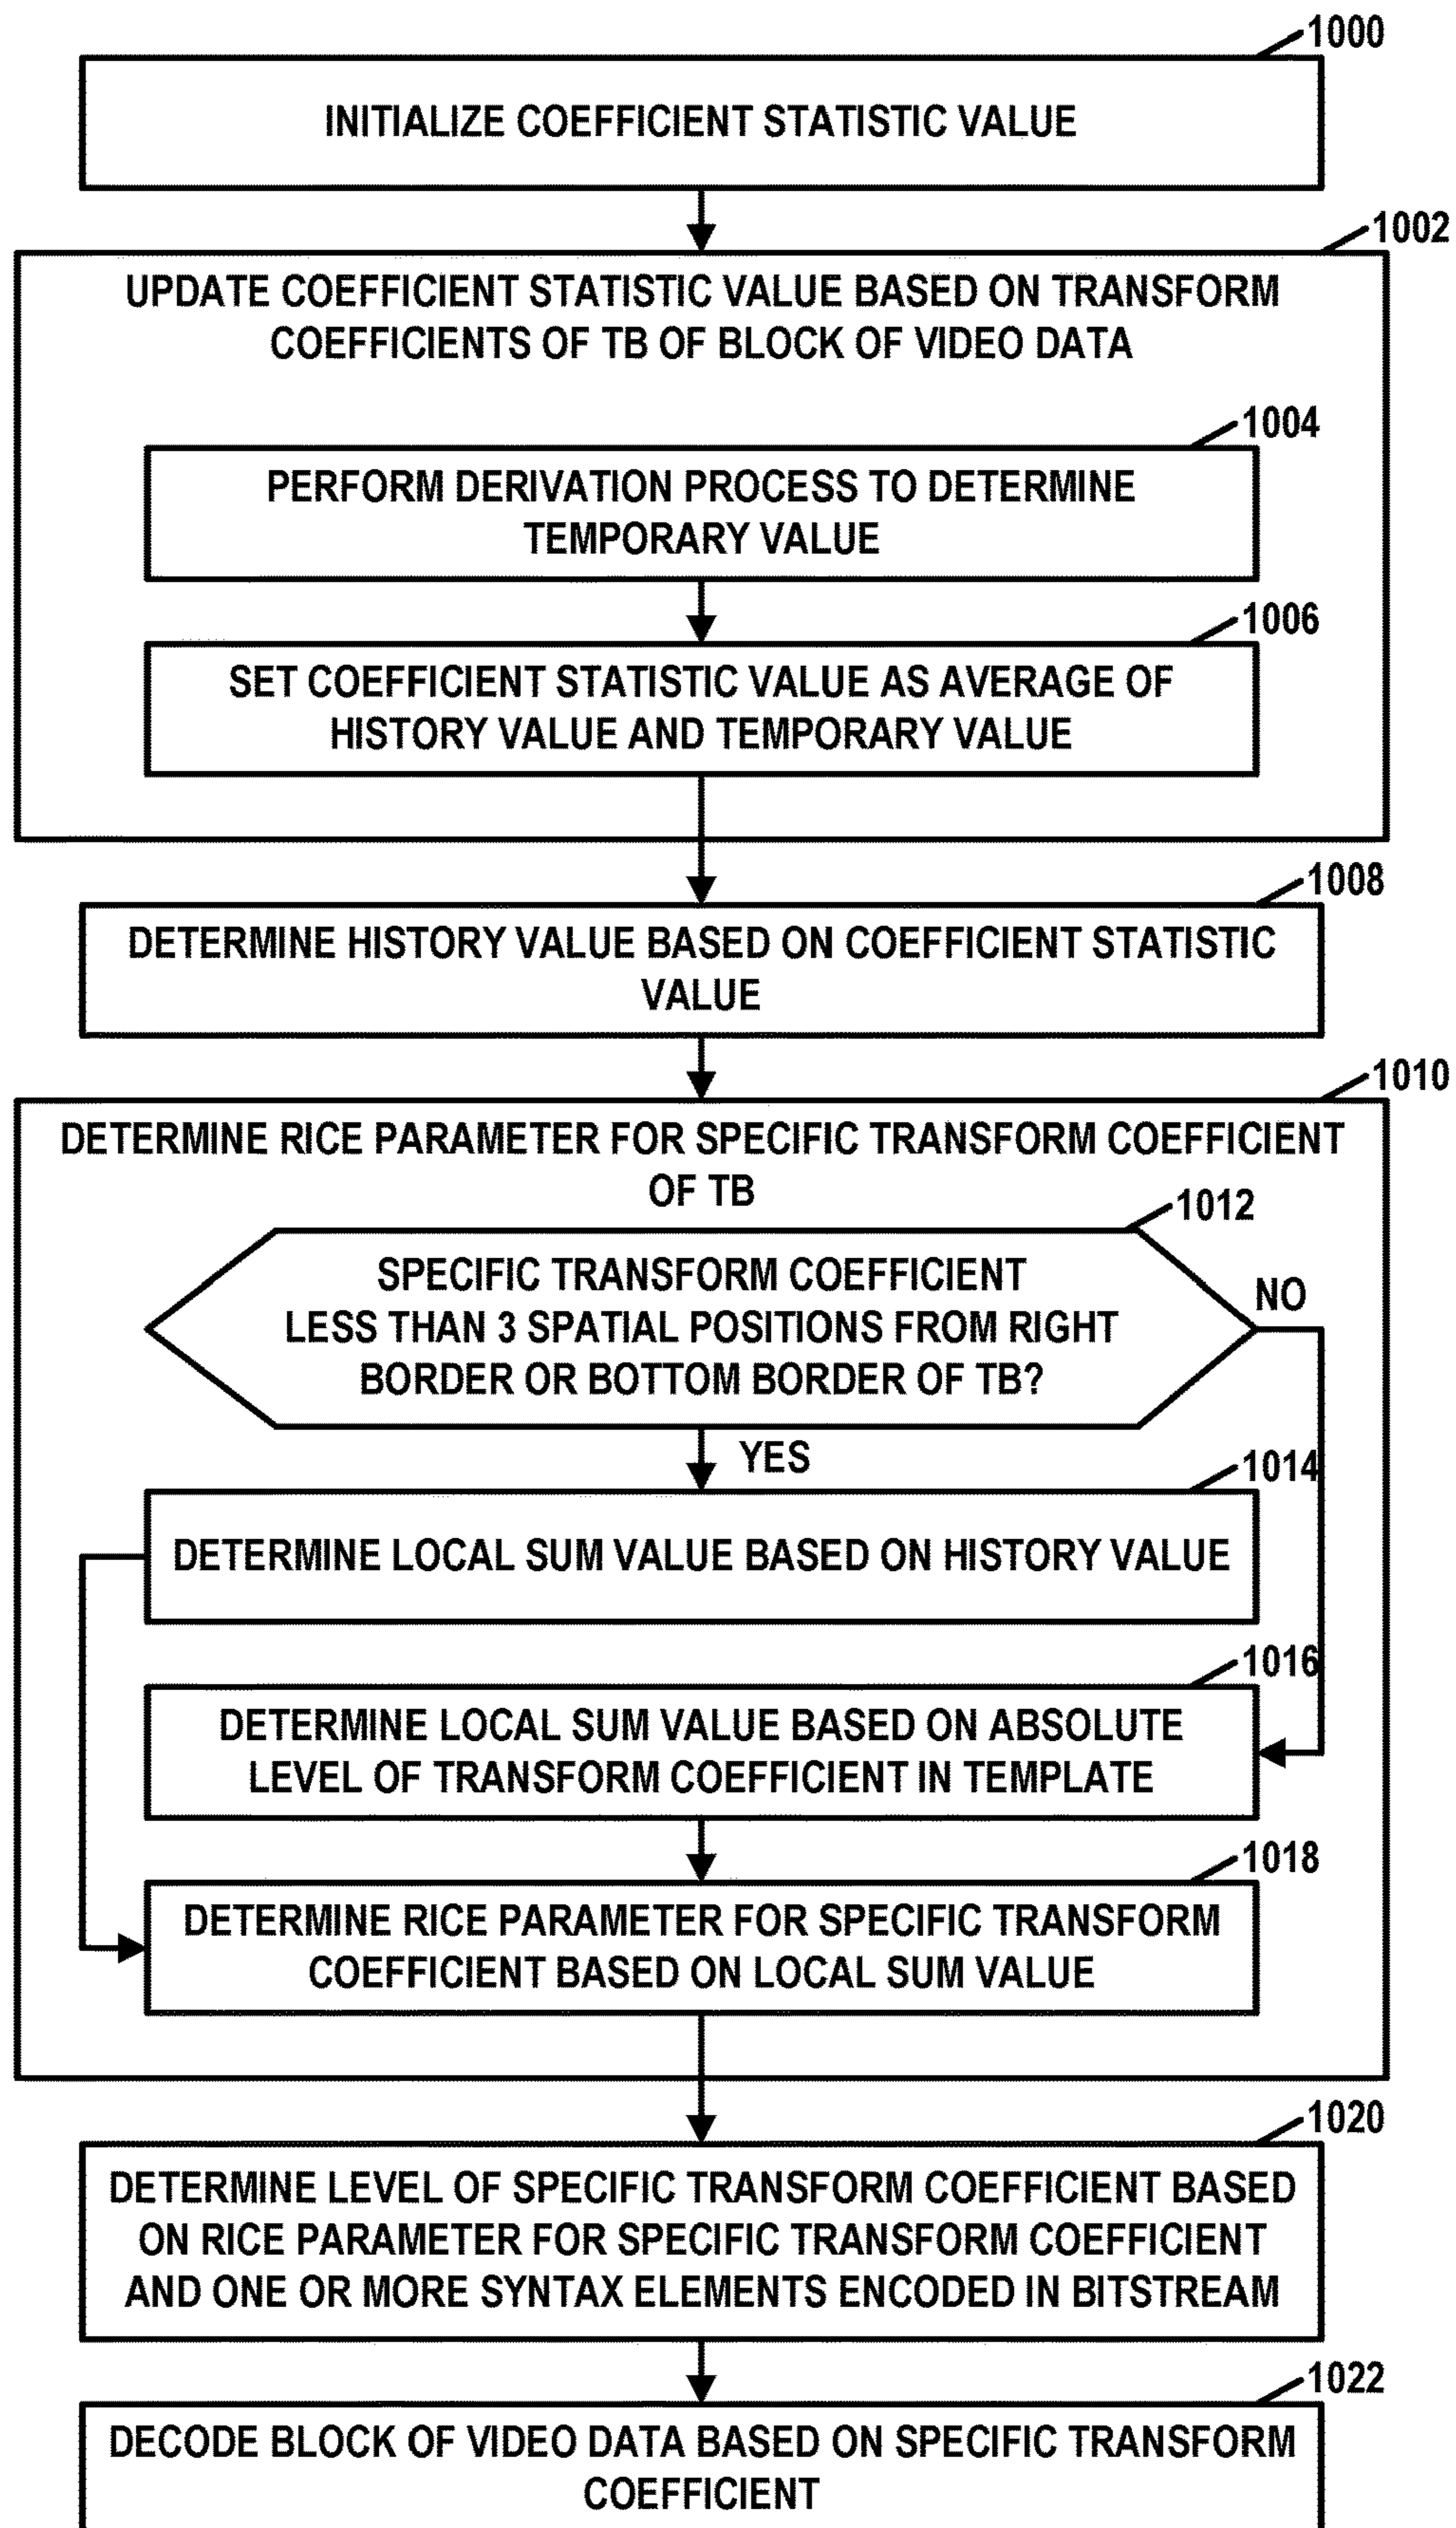 1000
INITIALIZE COEFFICIENT STATISTIC VALUE
1002
UPDATE COEFFICIENT STATISTIC VALUE BASED ON TRANSFORM
COEFFICIENTS OF TB OF BLOCK OF VIDEO DATA
1004
PERFORM DERIVATION PROCESS TO DETERMINE
TEMPORARY VALUE
1006
SET COEFFICIENT STATISTIC VALUE AS AVERAGE OF
HISTORY VALUE AND TEMPORARY VALUE
1008
DETERMINE HISTORY VALUE BASED ON COEFFICIENT STATISTIC
VALUE
1010
DETERMINE RICE PARAMETER FOR SPECIFIC TRANSFORM COEFFICIENT
OF TB
1012
SPECIFIC TRANSFORM COEFFICIENT
LESS THAN 3 SPATIAL POSITIONS FROM RIGHT
BORDER OR BOTTOM BORDER OF TB?
NO
YES
1014
DETERMINE LOCAL SUM VALUE BASED ON HISTORY VALUE
1016
DETERMINE LOCAL SUM VALUE BASED ON ABSOLUTE
LEVEL OF TRANSFORM COEFFICIENT IN TEMPLATE
1018
DETERMINE RICE PARAMETER FOR SPECIFIC TRANSFORM
COEFFICIENT BASED ON LOCAL SUM VALUE
1020
DETERMINE LEVEL OF SPECIFIC TRANSFORM COEFFICIENT BASED
ON RICE PARAMETER FOR SPECIFIC TRANSFORM COEFFICIENT
AND ONE OR MORE SYNTAX ELEMENTS ENCODED IN BITSTREAM
1022
DECODE BLOCK OF VIDEO DATA BASED ON SPECIFIC TRANSFORM
COEFFICIENT